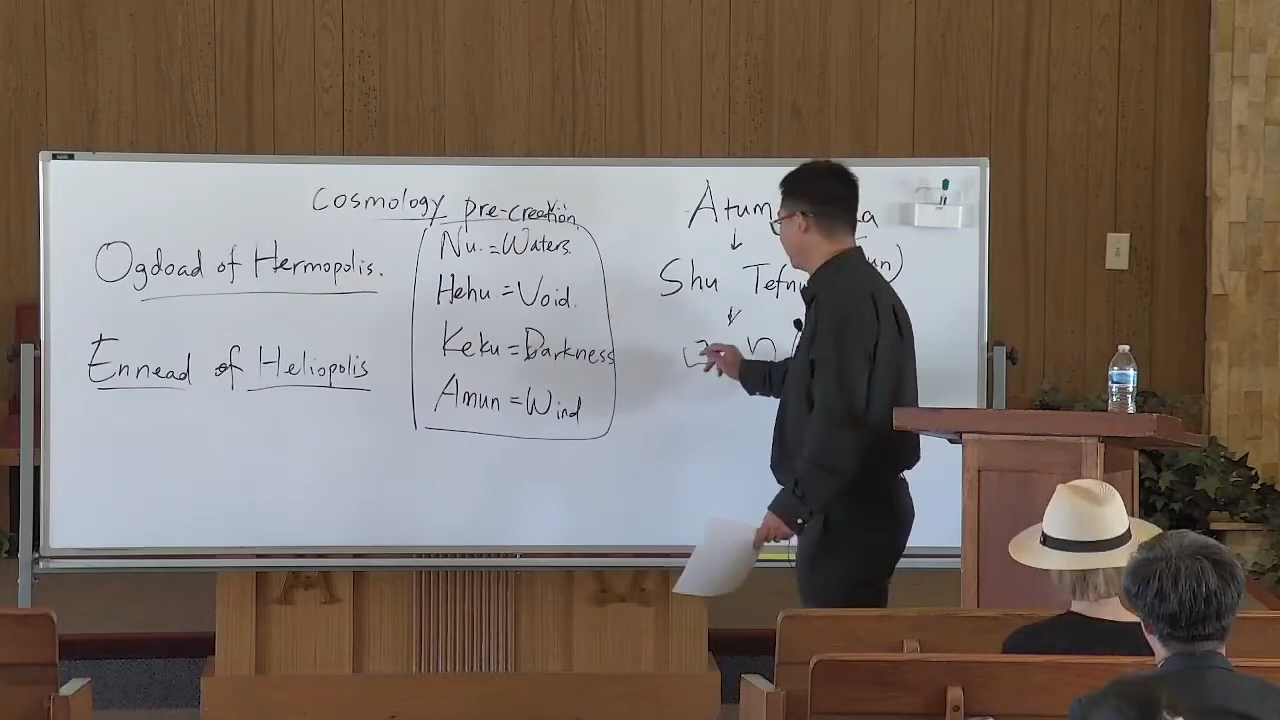 Cosmology pre-creation
Ogdoad of Hermopolis.
Ennead of Heliopolis
Nu. = Waters.
Hehu = Void.
Keku = Darkness
Amun = Wind
Atum
Shu